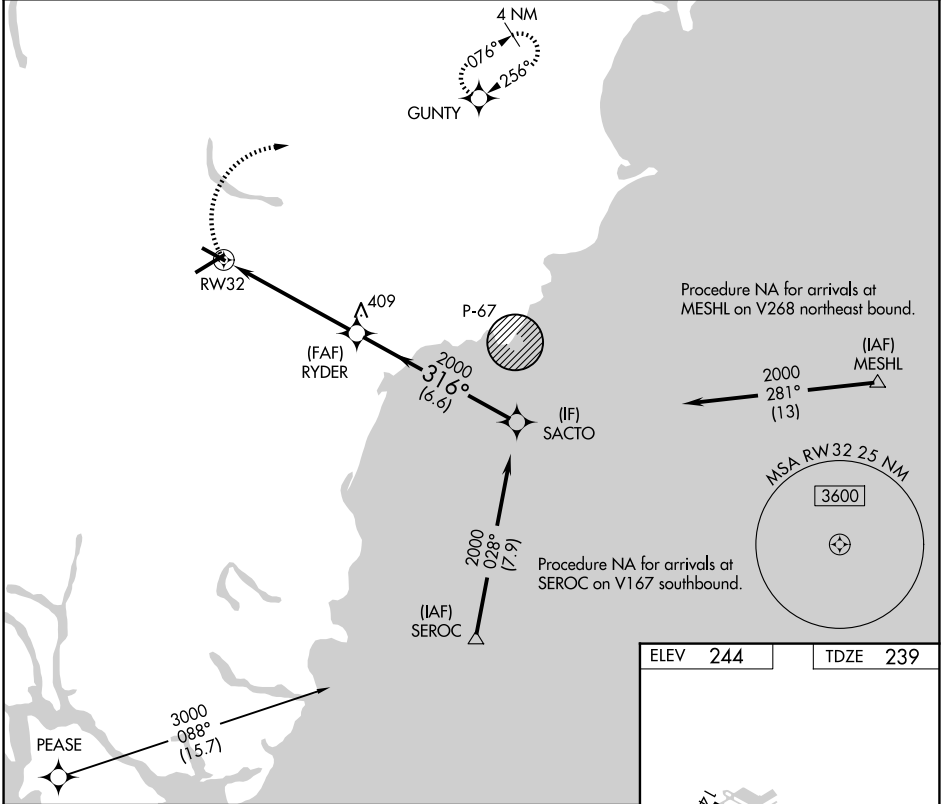 4 NM
076°
256°
GUNTY
RW32
409
(FAF)
RYDER
P-67
2000
316°
(6.6)
(IF)
SACTO
Procedure NA for arrivals at
MESHL on V268 northeast bound.
(IAF)
MESHL
2000
281°
(13)
MSA RW32 25 NM
3600
2000
028°
(7.9)
Procedure NA for arrivals at
SEROC on V167 southbound.
(IAF)
SEROC
3000
088°
(15.7)
PEASE
ELEV 244
TDZE 239